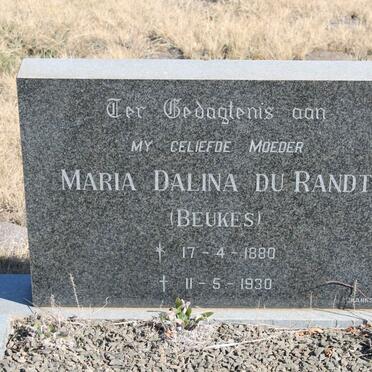 Ter Gedagtenis aan
MY GELIEFDE MOEDER
MARIA DALINA DU RANDT
(BEUKES)
* 17-4-1880
† 11-5-1930